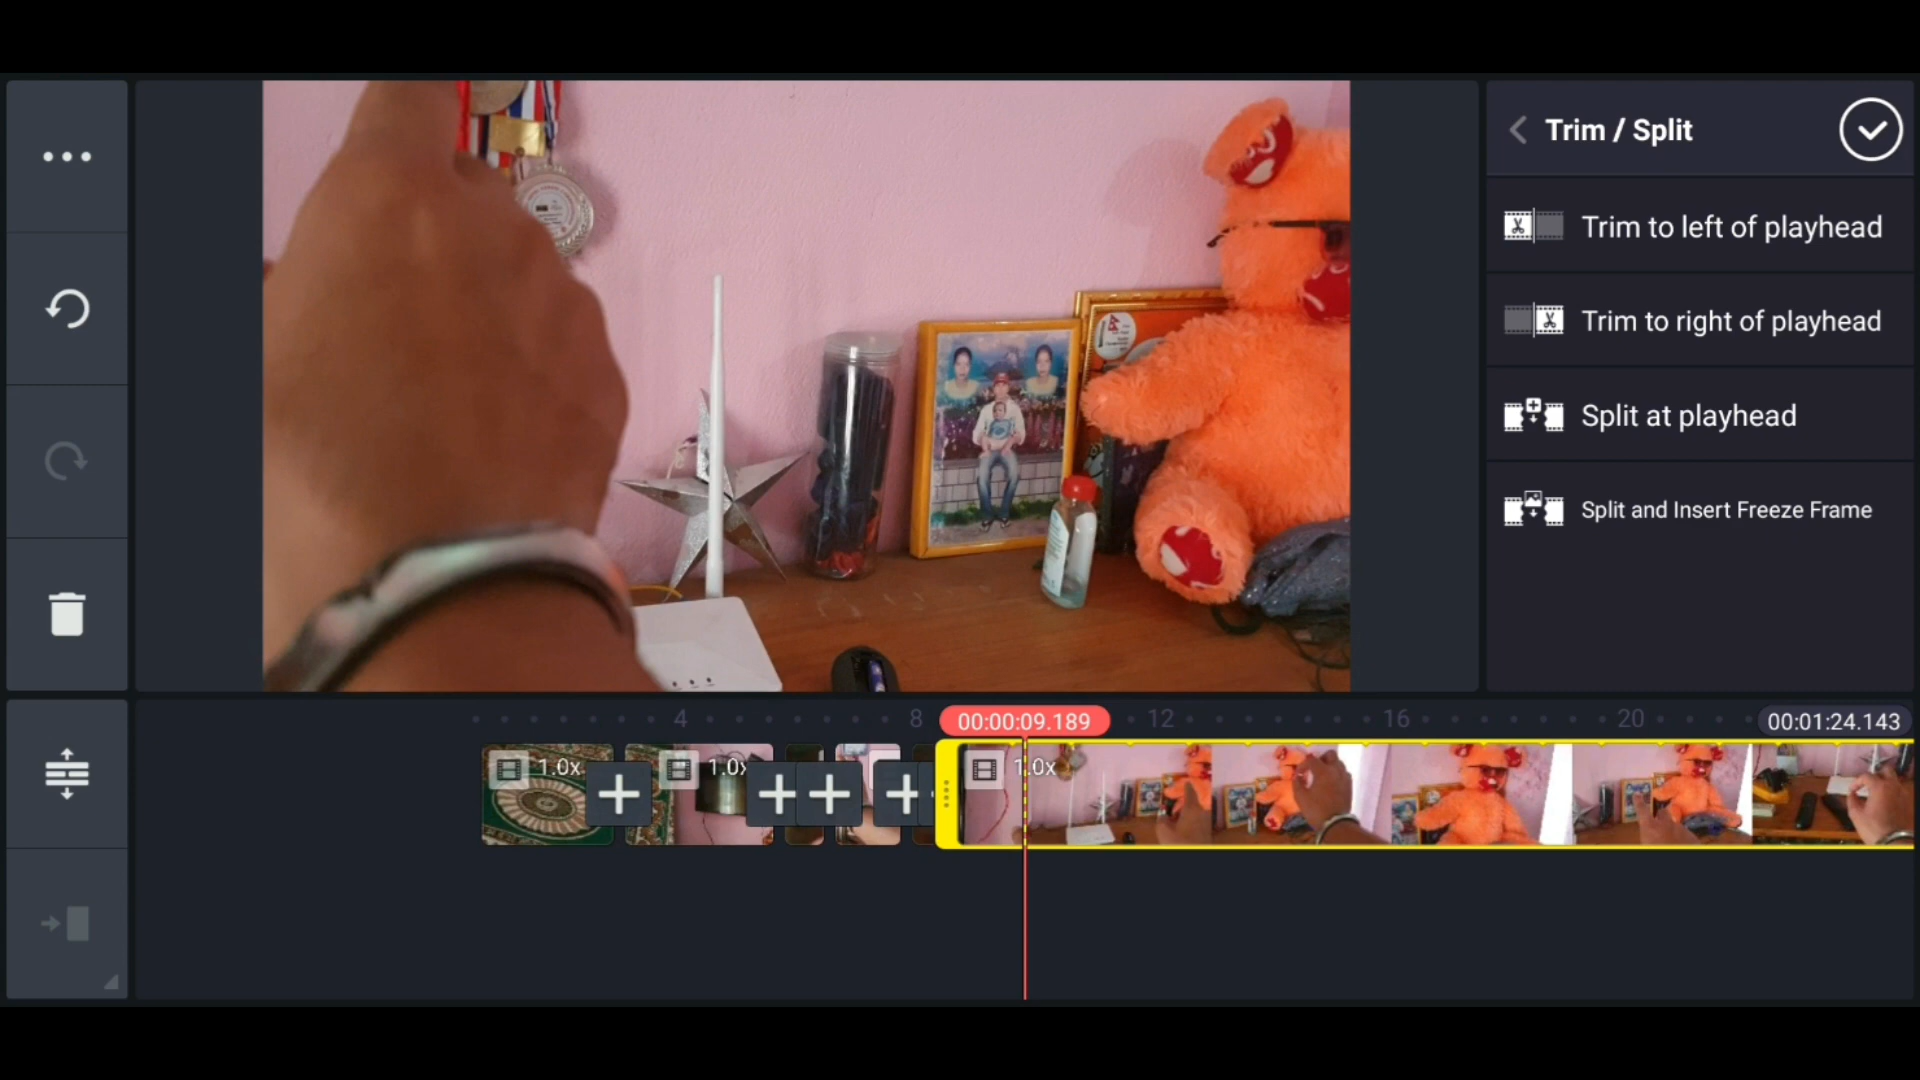 Trim / Split
Trim to left of playhead
Trim to right of playhead
Split at playhead
Split and Insert Freeze Frame
4
8
00:00:09.189
12
16
20
00:01:24.143
1.0x
1.0x
1.0x